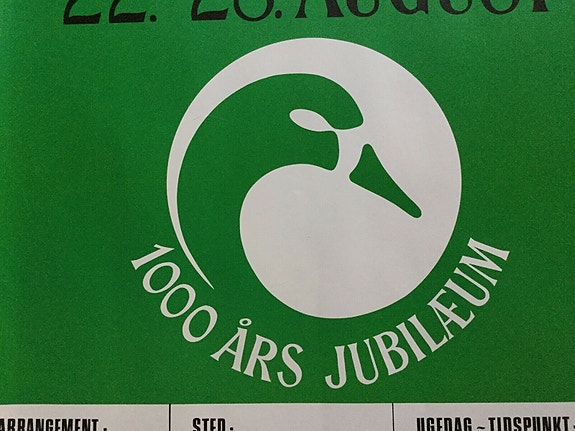 22. - 28. AUGUST
1000 ÅRS JUBILÆUM
ARRANGEMENT: STED: UGEDAG ~ TIDSPUNKT: